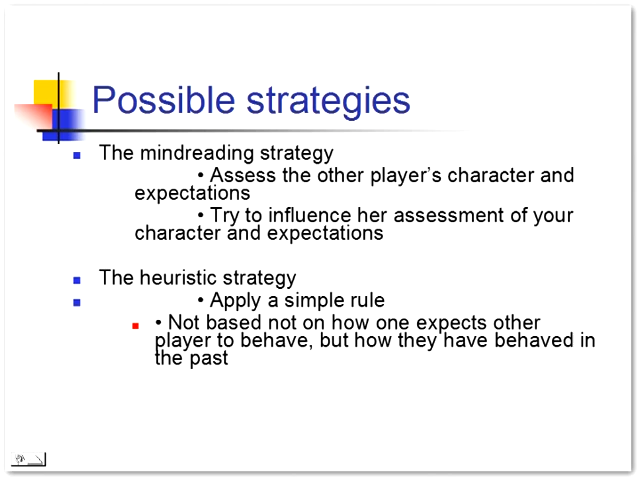 Possible strategies
The mindreading strategy
• Assess the other player's character and
expectations
• Try to influence her assessment of your
character and expectations
The heuristic strategy
• Apply a simple rule
• Not based not on how one expects other
player to behave, but how they have behaved in
the past